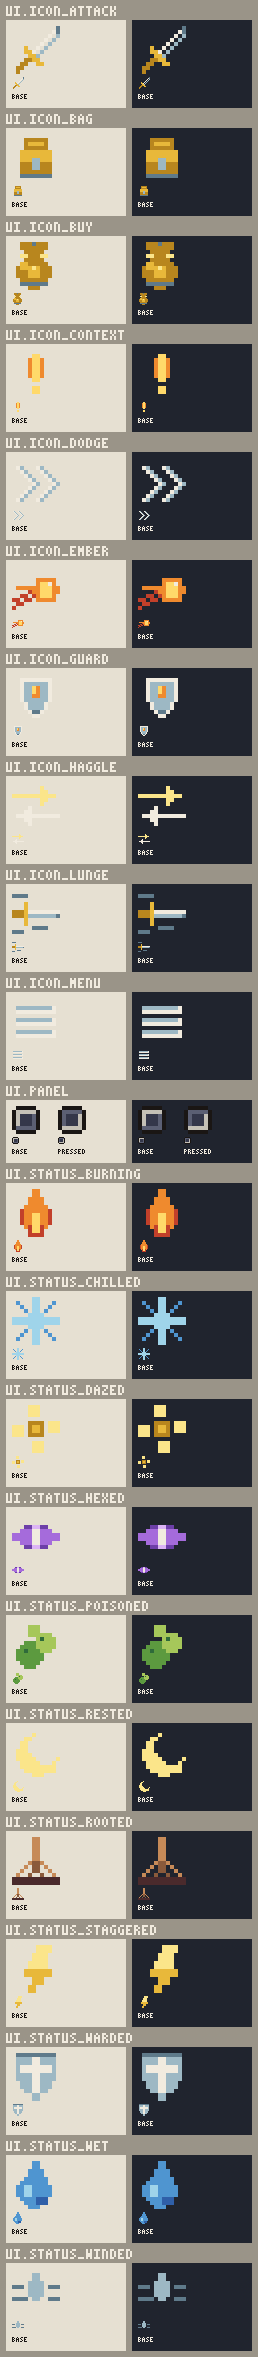 UI.ICON_ATTACK
BASE BASE
UI.ICON_BAG
BASE BASE
UI.ICON_BUY
BASE BASE
UI.ICON_CONTEXT
BASE BASE
UI.ICON_DODGE
BASE BASE
UI.ICON_EMBER
BASE BASE
UI.ICON_GUARD
BASE BASE
UI.ICON_HAGGLE
BASE BASE
UI.ICON_LUNGE
BASE BASE
UI.ICON_MENU
BASE BASE
UI.PANEL
BASE PRESSED BASE PRESSED
UI.STATUS_BURNING
BASE BASE
UI.STATUS_CHILLED
BASE BASE
UI.STATUS_DAZED
BASE BASE
UI.STATUS_HEXED
BASE BASE
UI.STATUS_POISONED
BASE BASE
UI.STATUS_RESTED
BASE BASE
UI.STATUS_ROOTED
BASE BASE
UI.STATUS_STAGGERED
BASE BASE
UI.STATUS_WARDED
BASE BASE
UI.STATUS_WET
BASE BASE
UI.STATUS_WINDED
BASE BASE